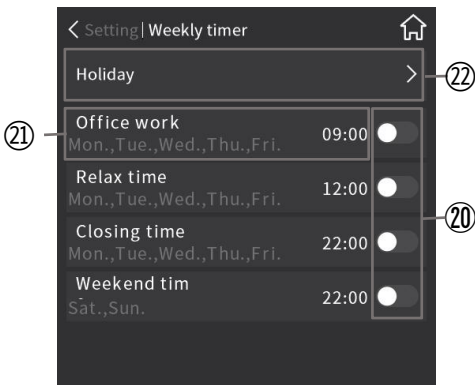 Setting | Weekly timer
Holiday
㉒
Office work
㉑
09:00
Mon.,Tue.,Wed.,Thu.,Fri.
Relax time
12:00
Mon.,Tue.,Wed.,Thu.,Fri.
⑳
Closing time
22:00
Mon.,Tue.,Wed.,Thu.,Fri.
Weekend tim
22:00
Sat.,Sun.